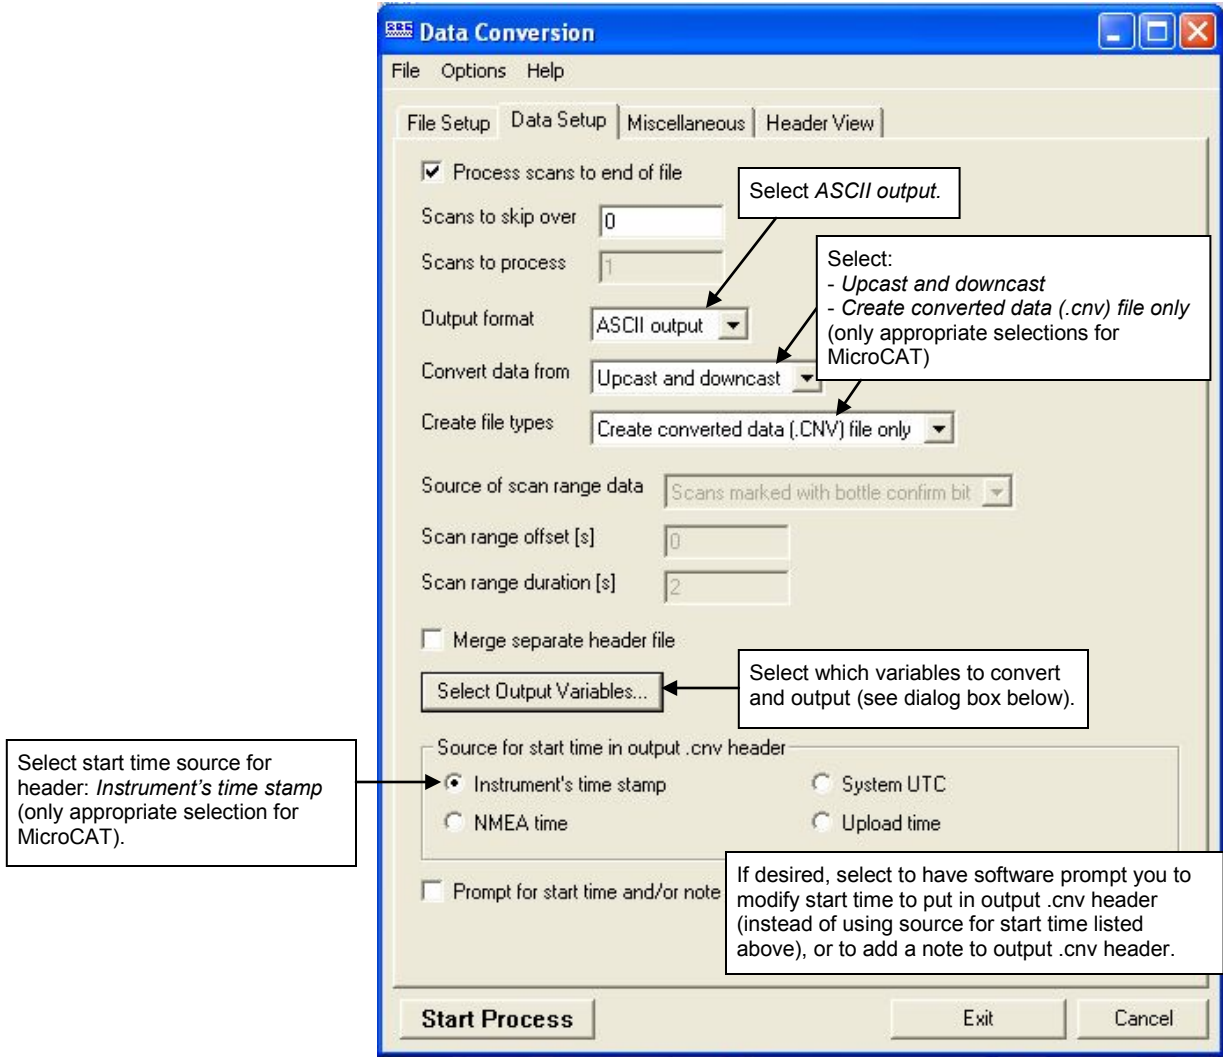 Data Conversion
File Options Help
File Setup Data Setup Miscellaneous Header View
Process scans to end of file
Select ASCII output.
Scans to skip over 0
Scans to process 1
Select:
- Upcast and downcast
- Create converted data (.cnv) file only
(only appropriate selections for
MicroCAT)
Output format ASCII output
Convert data from Upcast and downcast
Create file types Create converted data (.CNV) file only
Source of scan range data Scans marked with bottle confirm bit
Scan range offset [s] 0
Scan range duration [s] 2
Merge separate header file
Select Output Variables...
Select which variables to convert
and output (see dialog box below).
Source for start time in output .cnv header
Select start time source for
header: Instrument's time stamp
(only appropriate selection for
MicroCAT).
Instrument's time stamp System UTC
NMEA time Upload time
Prompt for start time and/or note
If desired, select to have software prompt you to
modify start time to put in output .cnv header
(instead of using source for start time listed
above), or to add a note to output .cnv header.
Start Process Exit Cancel